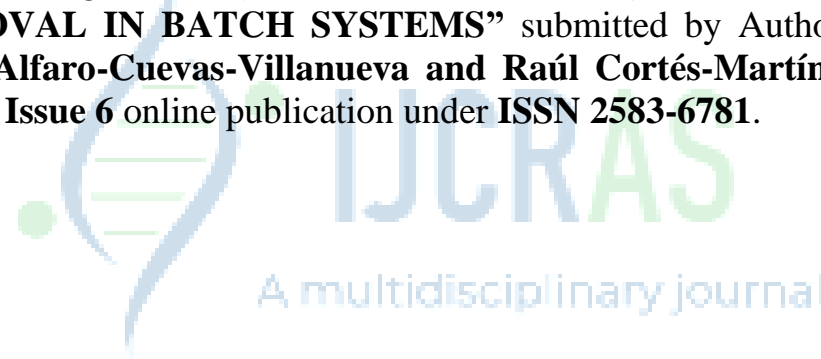 OVAL IN BATCH SYSTEMS” submitted by Autho
Alfaro-Cuevas-Villanueva and Raúl Cortés-Martín
Issue 6 online publication under ISSN 2583-6781.
IJCRAS
A multidisciplinary journal